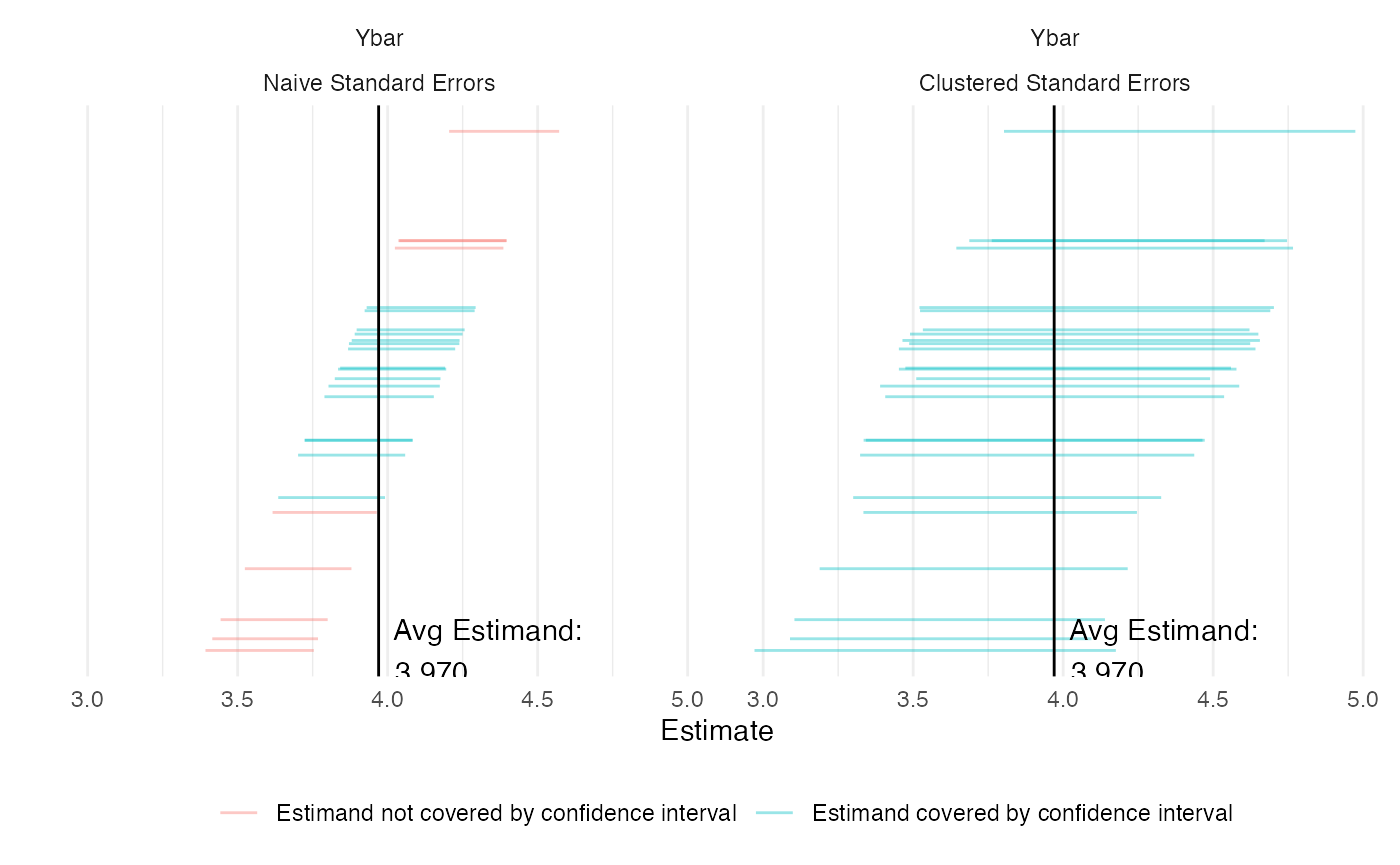 Ybar Ybar
Naive Standard Errors Clustered Standard Errors
Avg Estimand: Avg Estimand:
3.970 3.970
3.0 3.5 4.0 4.5 5.0 3.0 3.5 4.0 4.5 5.0
Estimate
Estimand not covered by confidence interval Estimand covered by confidence interval